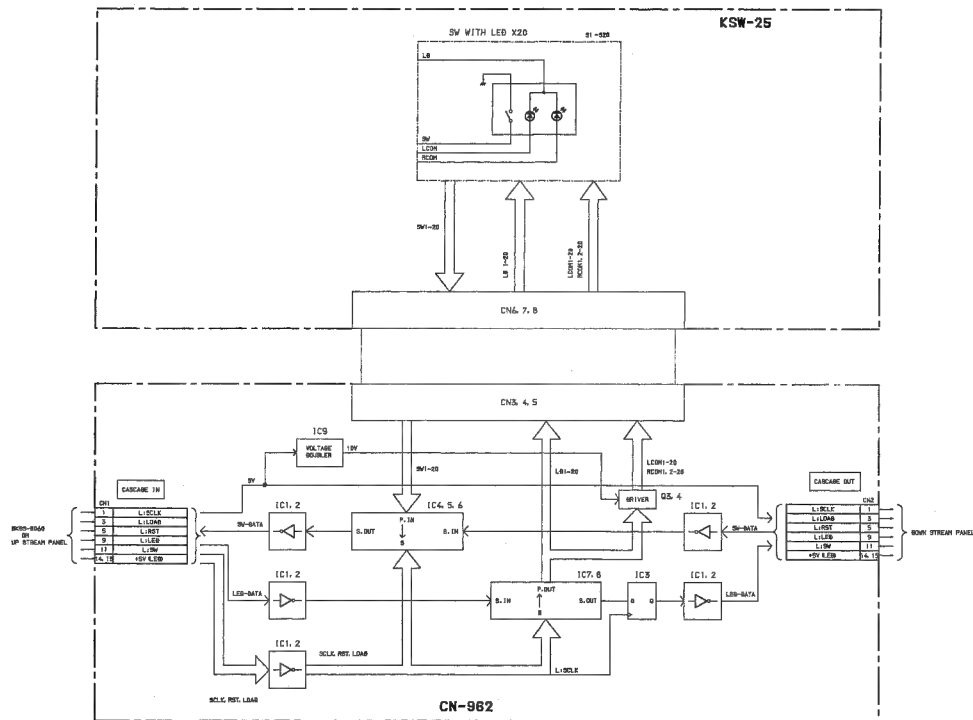 KSW-25
SW WITH LED X20
S1-S20
LB
SW
LCOM
RCOM
SW1-20
LB 1-20
LCOM1-20
RCOM1. 2-20
CN6. 7. 8
CN3. 4. 5
IC9
VOLTAGE
DOUBLER
10V
5V
SW1-20
LB1-20
LCOM1-20
RCOM1. 2-20
CASCADE IN
CN1
1 L:SCLK
3 L:LOAD
5 L:RST
9 L:LED
11 L:SW
14. 15 +5V (LED)
OR
UP STREAM PANEL
SW-DATA
IC1. 2
IC4. 5. 6
S.OUT
P.IN
S
S.IN
DRIVER
Q3. 4
IC1. 2
SW-DATA
CASCADE OUT
CN2
L:SCLK 1
L:LOAD 3
L:RST 5
L:LED 9
L:SW 11
+5V (LED) 14. 15
DOWN STREAM PANEL
LED-DATA
IC1. 2
S.IN
P.OUT
S
S.OUT
IC7. 8
IC3
D
Q
IC1. 2
LED-DATA
IC1. 2
SCLK. RST. LOAD
L:SCLK
SCLK. RST. LOAD
CN-962